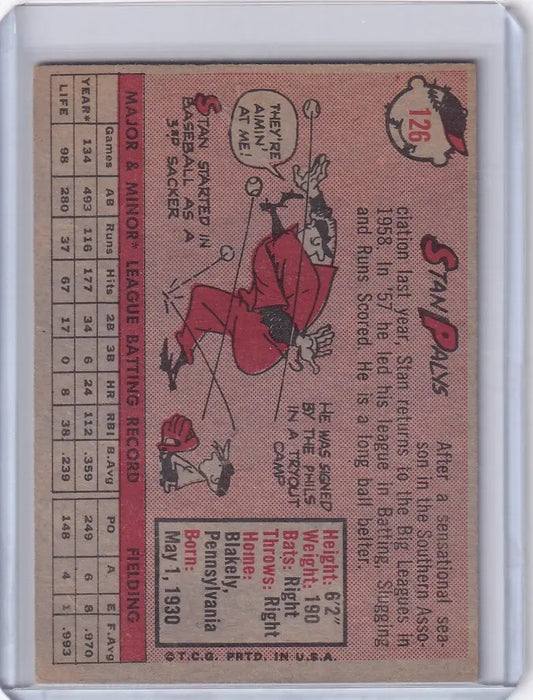 126
STAN PALYS
After a sensational sea-
son in the Southern Asso-
ciation last year, Stan returns to the Big Leagues in
1958. In '57 he led his league in Batting, Slugging
and Runs Scored. He is a long ball belter.
THEY'RE
AIMIN'
AT ME!
STAN STARTED IN
BASEBALL AS A
3RD SACKER
HE WAS SIGNED
BY THE PHILS
IN A TRYOUT
CAMP
Height: 6'2"
Weight: 190
Bats: Right
Throws: Right
Home:
Blakely,
Pennsylvania
Born:
May 1, 1930
© T.C.G. PRTD. IN U.S.A.
MAJOR & MINOR* LEAGUE BATTING RECORD FIELDING
Games AB Runs Hits 2B 3B HR RBI B.Avg PO A E F.Avg
YEAR* 134 493 116 177 34 6 24 112 .359 249 6 8 .970
LIFE 98 280 37 67 17 0 8 38 .239 148 4 1 .993